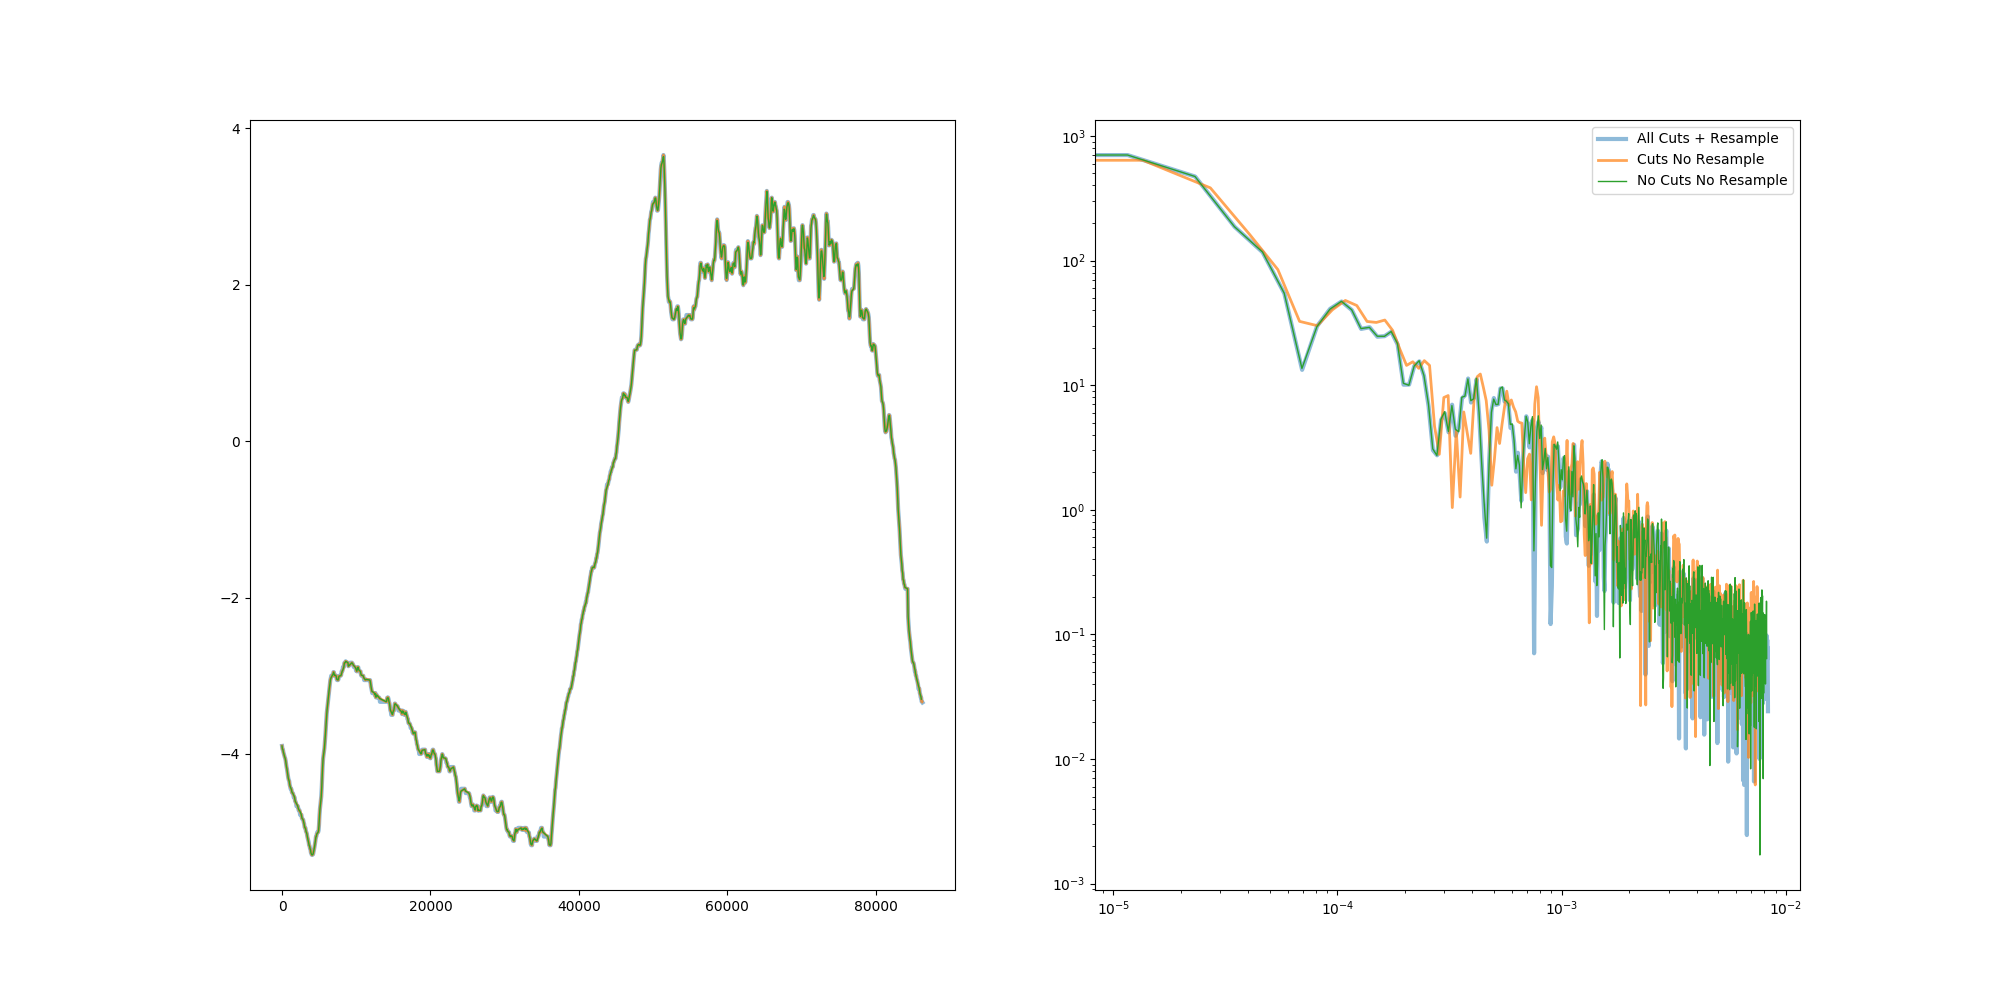 4
2
0
−2
−4
0 20000 40000 60000 80000
All Cuts + Resample
Cuts No Resample
No Cuts No Resample
10³
10²
10¹
10⁰
10⁻¹
10⁻²
10⁻³
10⁻⁵ 10⁻⁴ 10⁻³ 10⁻²